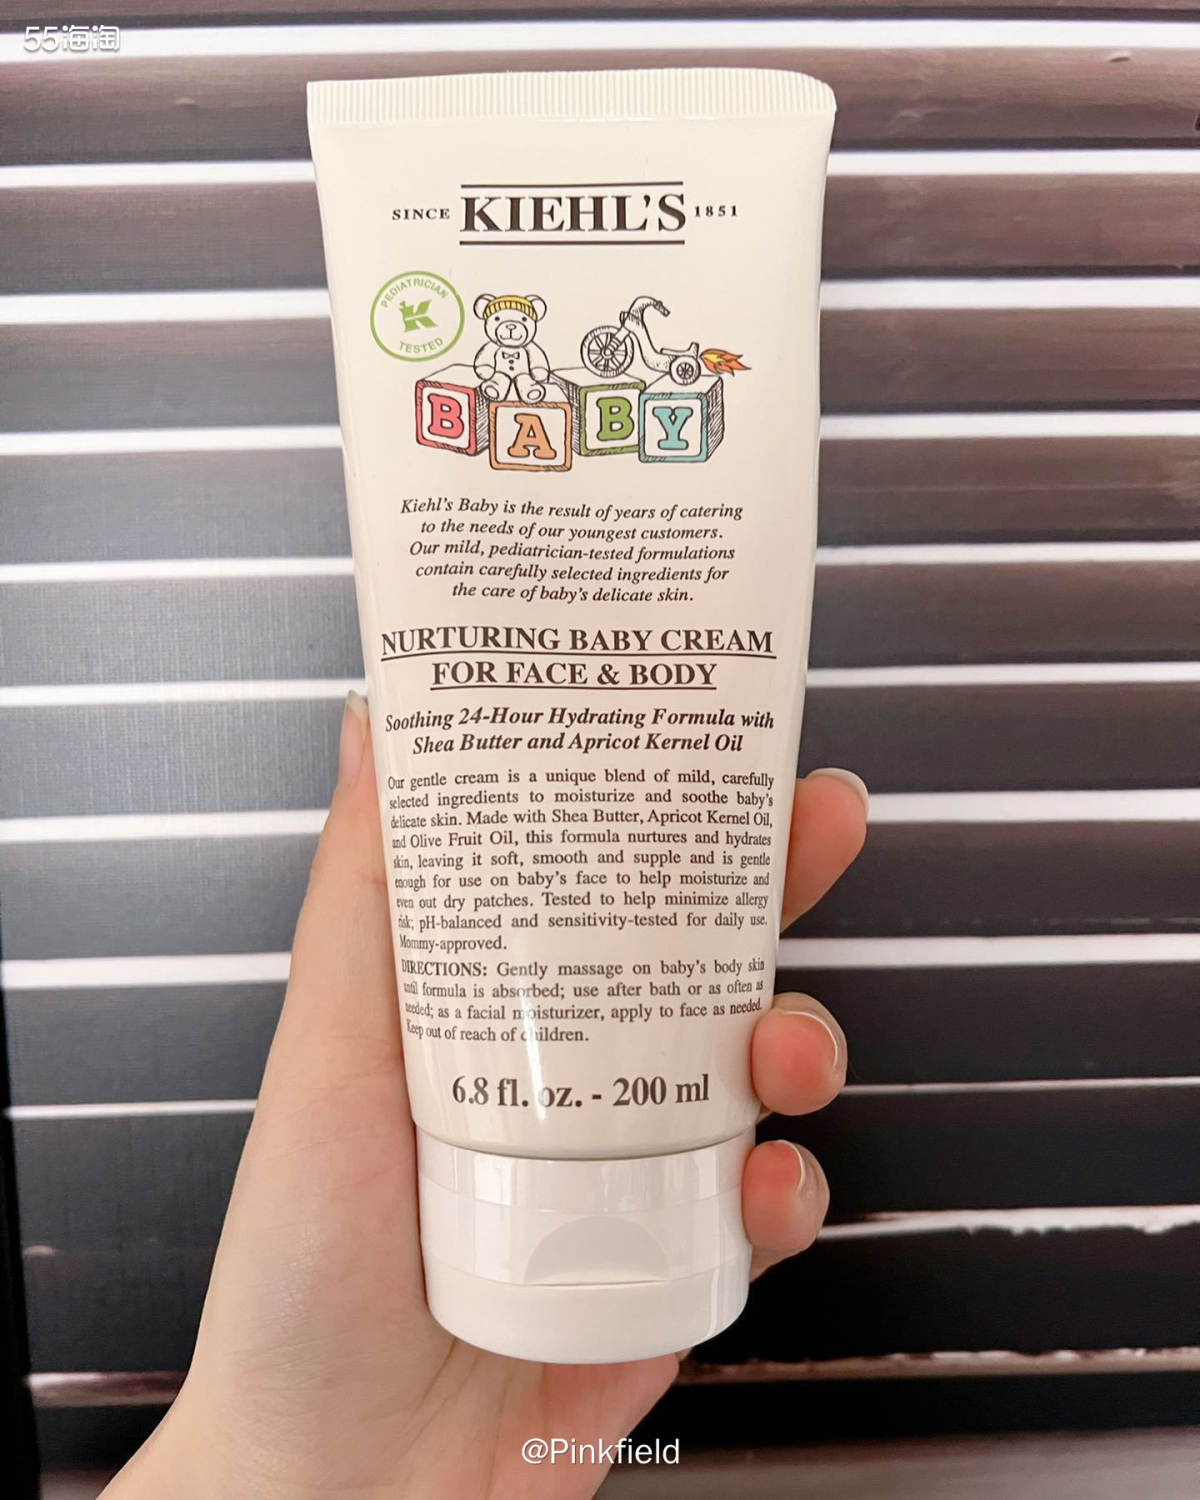 55海淘
SINCE KIEHL'S 1851
PEDIATRICIAN
K
TESTED
BABY
Kiehl's Baby is the result of years of catering
to the needs of our youngest customers.
Our mild, pediatrician-tested formulations
contain carefully selected ingredients for
the care of baby's delicate skin.
NURTURING BABY CREAM
FOR FACE & BODY
Soothing 24-Hour Hydrating Formula with
Shea Butter and Apricot Kernel Oil
Our gentle cream is a unique blend of mild, carefully
selected ingredients to moisturize and soothe baby's
delicate skin. Made with Shea Butter, Apricot Kernel Oil,
and Olive Fruit Oil, this formula nurtures and hydrates
skin, leaving it soft, smooth and supple and is gentle
enough for use on baby's face to help moisturize and
even out dry patches. Tested to help minimize allergy
risk; pH-balanced and sensitivity-tested for daily use.
Mommy-approved.
DIRECTIONS: Gently massage on baby's body skin
until formula is absorbed; use after bath or as often as
needed; as a facial moisturizer, apply to face as needed.
Keep out of reach of children.
6.8 fl. oz. - 200 ml
@Pinkfield